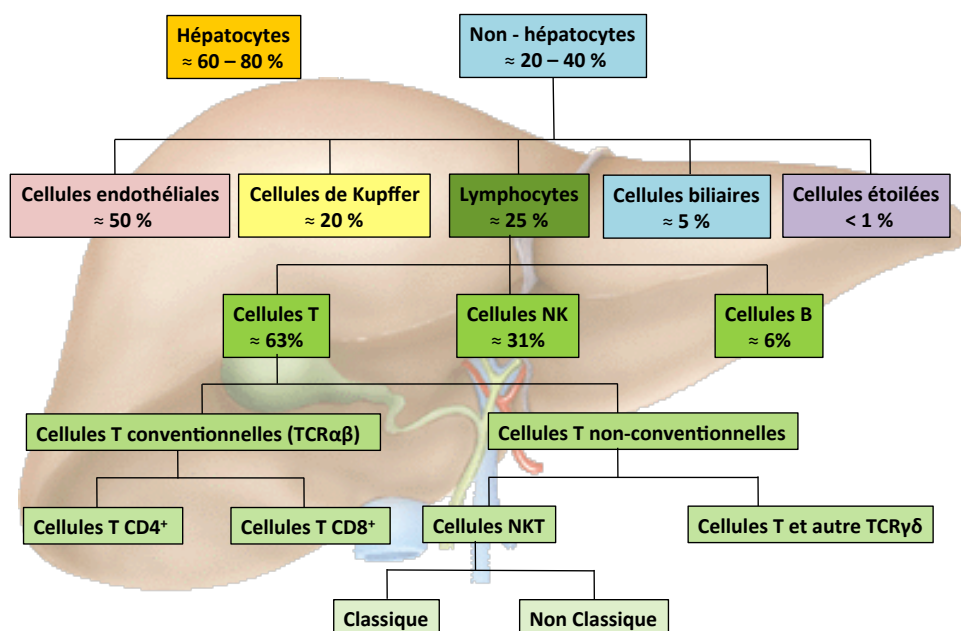 Hépatocytes
≈ 60 – 80 %
Non - hépatocytes
≈ 20 – 40 %
Cellules endothéliales
≈ 50 %
Cellules de Kupffer
≈ 20 %
Lymphocytes
≈ 25 %
Cellules biliaires
≈ 5 %
Cellules étoilées
< 1 %
Cellules T
≈ 63%
Cellules NK
≈ 31%
Cellules B
≈ 6%
Cellules T conventionnelles (TCRαβ)
Cellules T non-conventionnelles
Cellules T CD4⁺
Cellules T CD8⁺
Cellules NKT
Cellules T et autre TCRγδ
Classique
Non Classique